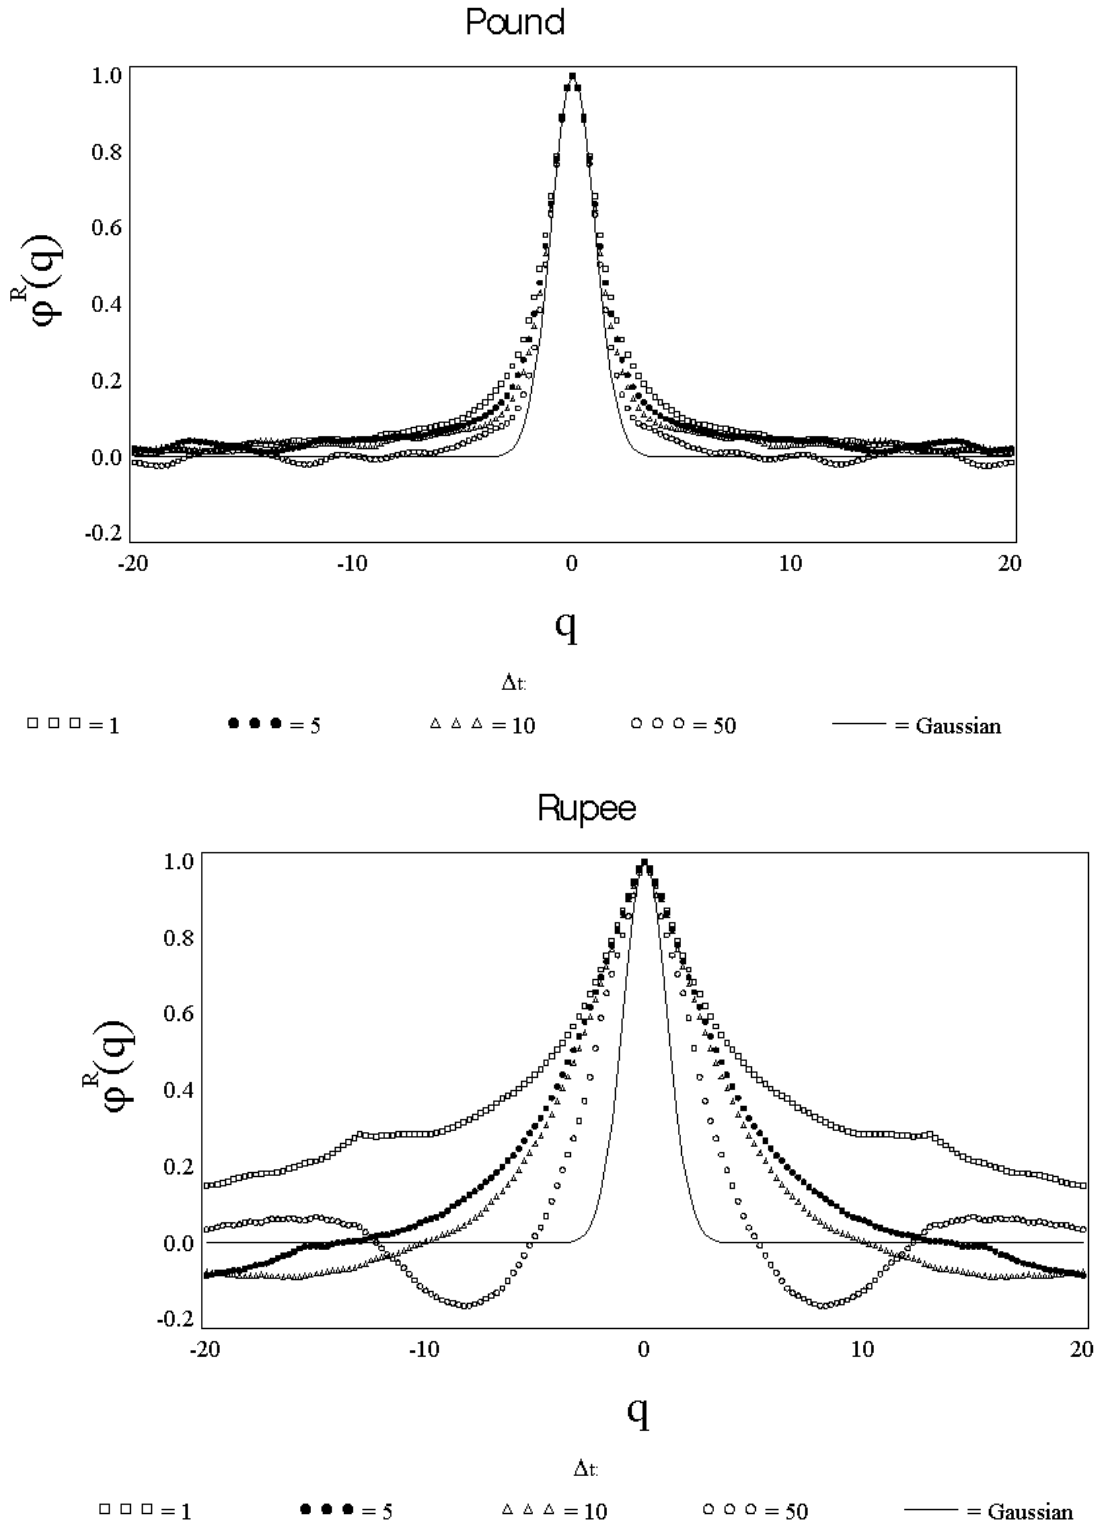 Pound
1.0
0.8
0.6
0.4
0.2
0.0
-0.2
φᴿ(q)
-20 -10 0 10 20
q
Δt:
□ □ □ = 1 ● ● ● = 5 △ △ △ = 10 ○ ○ ○ = 50 —— = Gaussian
Rupee
1.0
0.8
0.6
0.4
0.2
0.0
-0.2
φᴿ(q)
-20 -10 0 10 20
q
Δt:
□ □ □ = 1 ● ● ● = 5 △ △ △ = 10 ○ ○ ○ = 50 —— = Gaussian